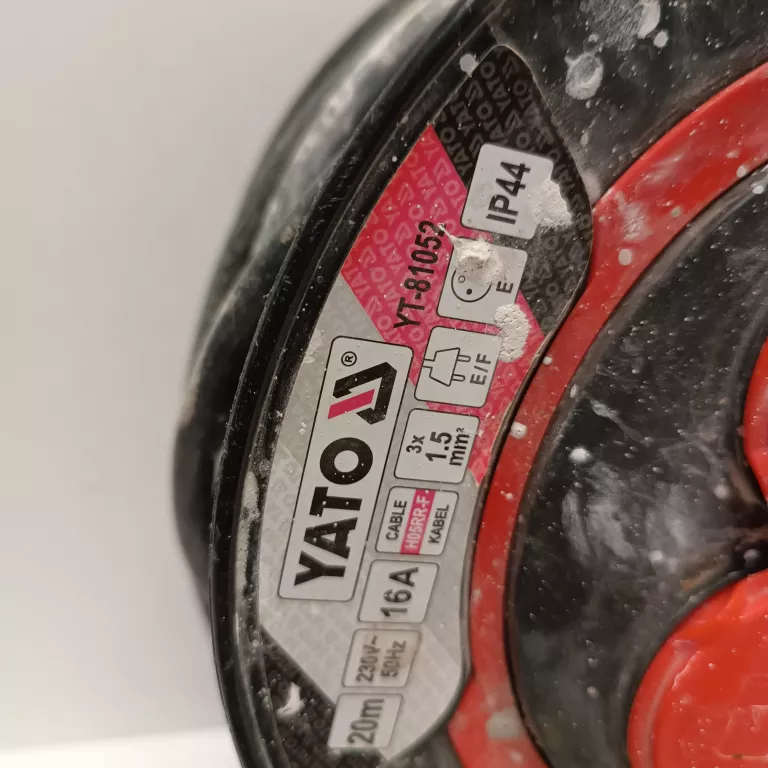 YATO ®
YT-81052
20m
230V~
50Hz
16A
CABLE
H05RR-F
KABEL
3x
1.5
mm²
E/F
E
IP44